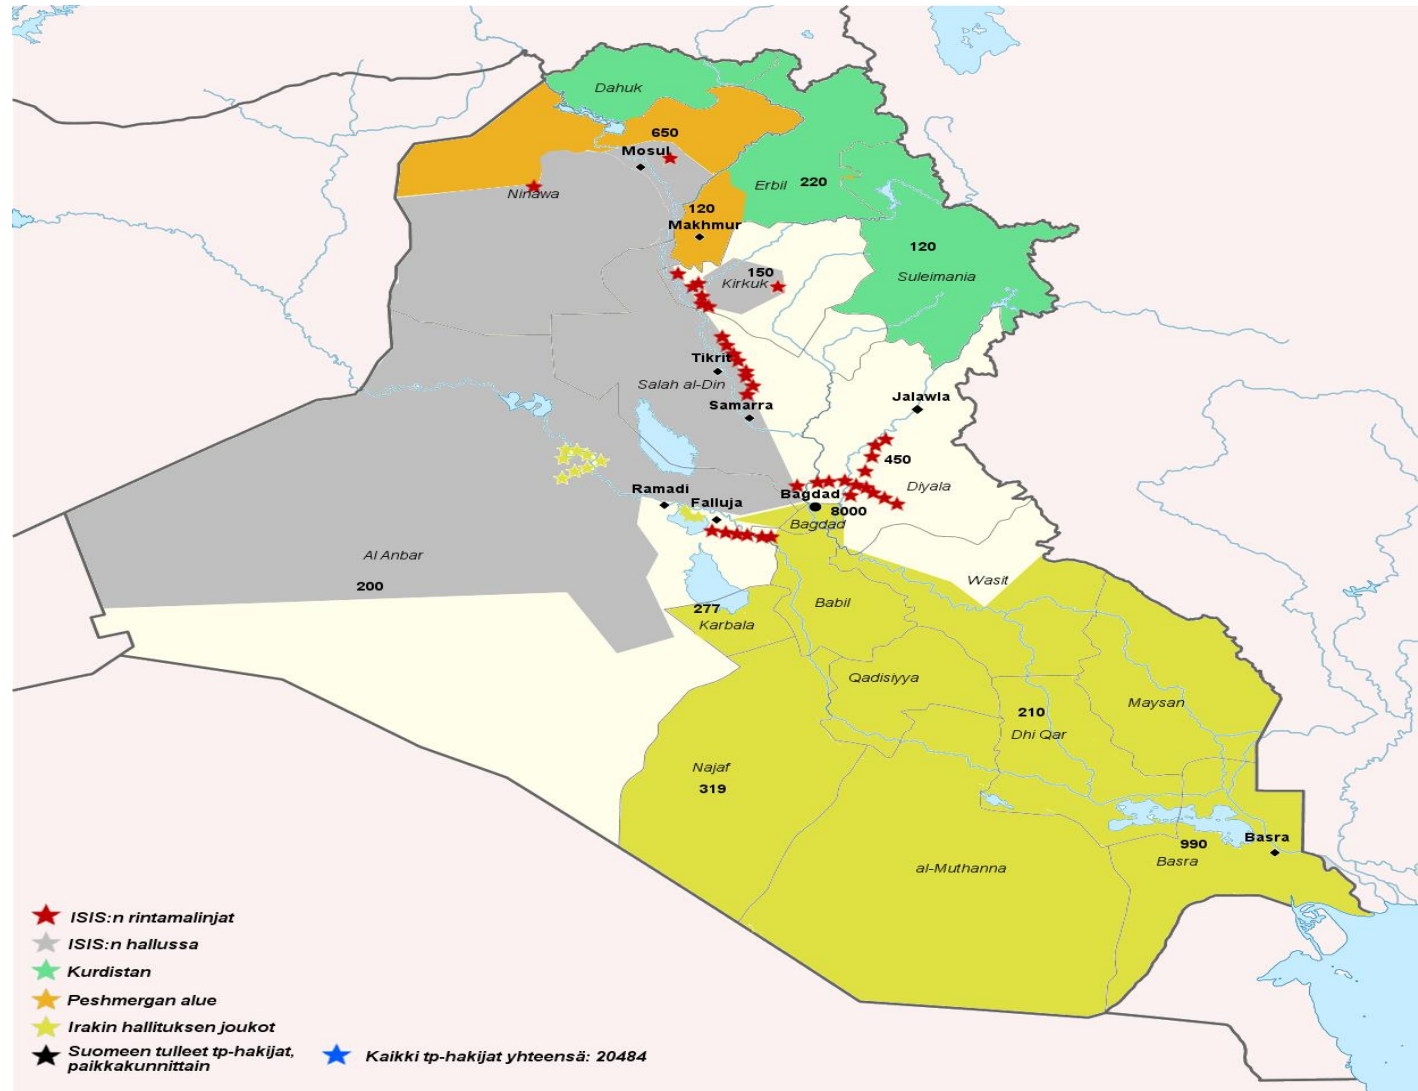 Dahuk
650
Mosul
Erbil 220
Ninawa
120
Makhmur
120
Suleimania
150
Kirkuk
Tikrit
Salah al-Din
Samarra
Jalawla
450
Diyala
Ramadi
Falluja
Bagdad
8000
Bagdad
Al Anbar
200
Wasit
Babil
277
Karbala
Qadisiyya
Maysan
210
Dhi Qar
Najaf
319
Basra
990
Basra
al-Muthanna
ISIS:n rintamalinjat
ISIS:n hallussa
Kurdistan
Peshmergan alue
Irakin hallituksen joukot
Suomeen tulleet tp-hakijat,
paikkakunnittain
Kaikki tp-hakijat yhteensä: 20484